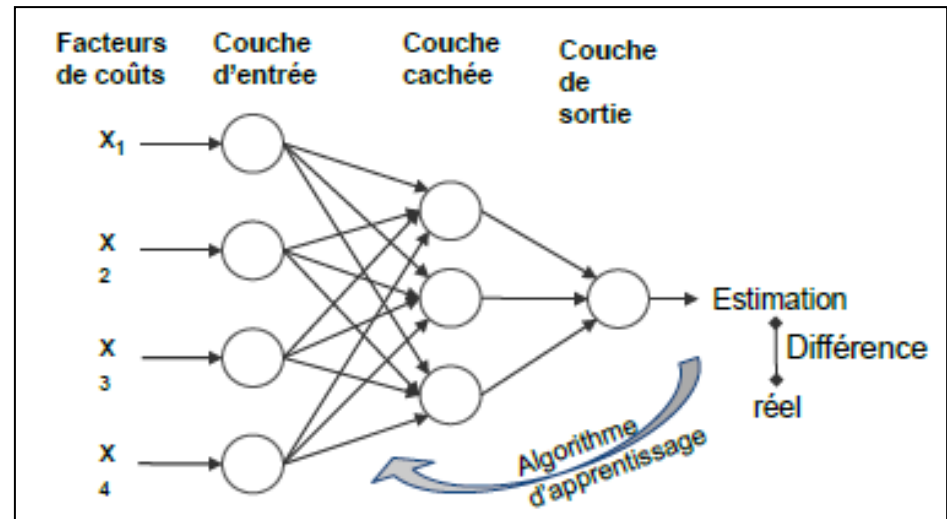 Facteurs
de coûts
Couche
d'entrée
Couche
cachée
Couche
de
sortie
X1
X
2
X
3
X
4
Estimation
Différence
réel
Algorithme
d'apprentissage